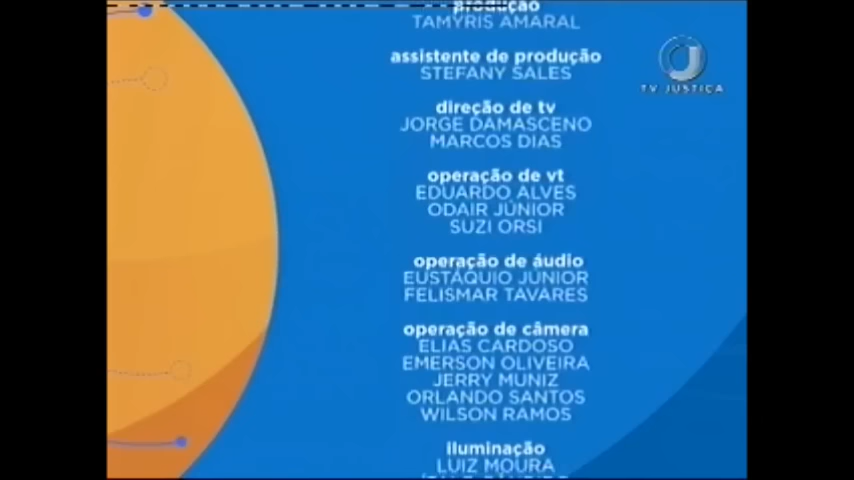 produção
TAMYRIS AMARAL
assistente de produção
STEFANY SALES
TV JUSTIÇA
direção de tv
JORGE DAMASCENO
MARCOS DIAS
operação de vt
EDUARDO ALVES
ODAIR JÚNIOR
SUZI ORSI
operação de áudio
EUSTÁQUIO JÚNIOR
FELISMAR TAVARES
operação de câmera
ELIAS CARDOSO
EMERSON OLIVEIRA
JERRY MUNIZ
ORLANDO SANTOS
WILSON RAMOS
iluminação
LUIZ MOURA